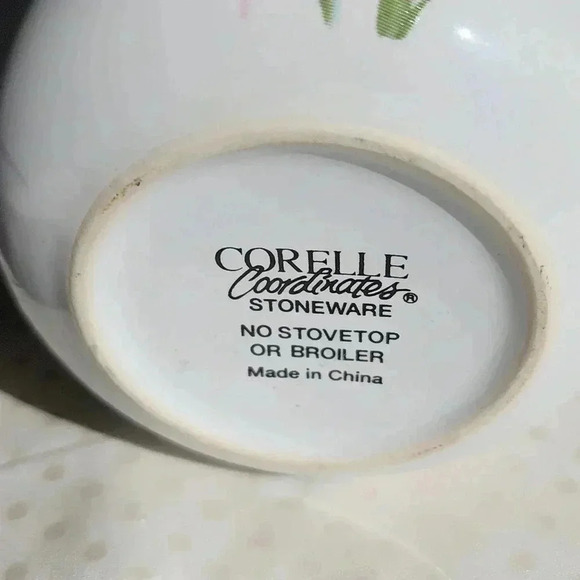 CORELLE
Coordinates®
STONEWARE
NO STOVETOP
OR BROILER
Made in China